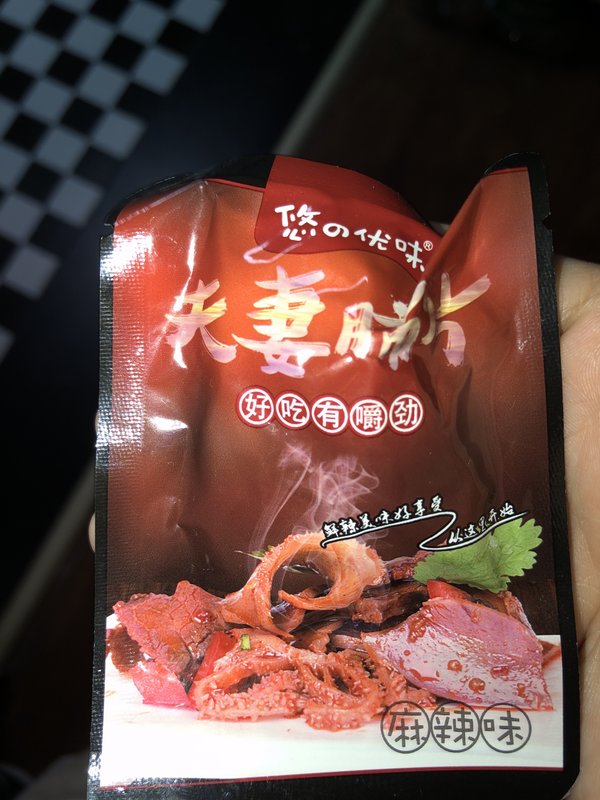 悠の优味®
夫妻肺片
好吃有嚼劲
鲜辣美味好享受
从这里开始
麻辣味